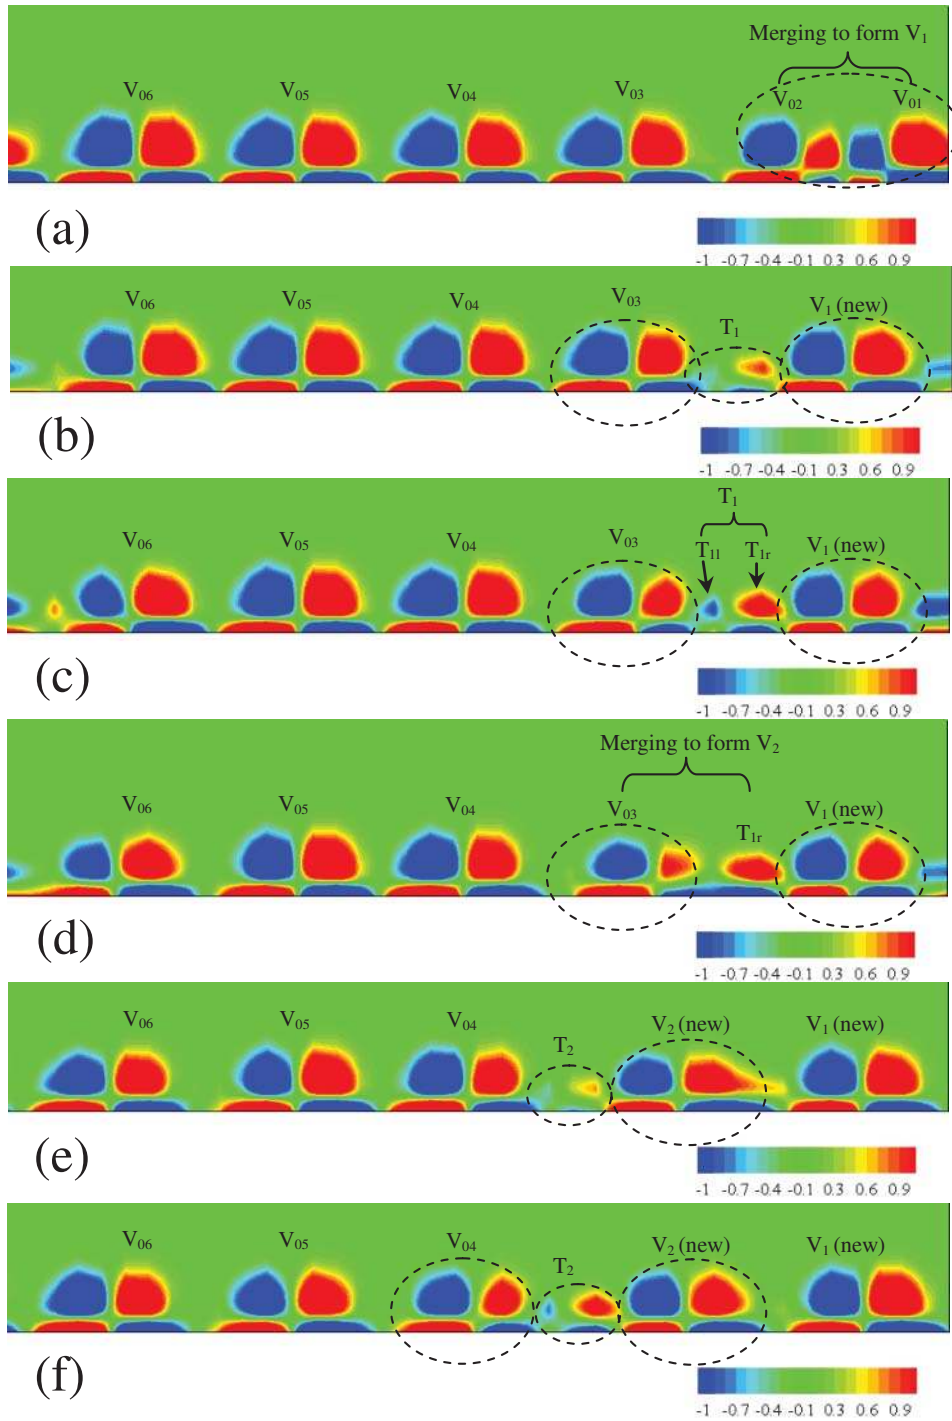 Merging to form V₁
V₀₆ V₀₅ V₀₄ V₀₃ V₀₂ V₀₁
(a)
-1 -0.7 -0.4 -0.1 0.3 0.6 0.9
V₀₆ V₀₅ V₀₄ V₀₃ T₁ V₁ (new)
(b)
-1 -0.7 -0.4 -0.1 0.3 0.6 0.9
T₁
V₀₆ V₀₅ V₀₄ V₀₃ T₁ₗ T₁ᵣ V₁ (new)
(c)
-1 -0.7 -0.4 -0.1 0.3 0.6 0.9
Merging to form V₂
V₀₆ V₀₅ V₀₄ V₀₃ T₁ᵣ V₁ (new)
(d)
-1 -0.7 -0.4 -0.1 0.3 0.6 0.9
V₀₆ V₀₅ V₀₄ T₂ V₂ (new) V₁ (new)
(e)
-1 -0.7 -0.4 -0.1 0.3 0.6 0.9
V₀₆ V₀₅ V₀₄ T₂ V₂ (new) V₁ (new)
(f)
-1 -0.7 -0.4 -0.1 0.3 0.6 0.9